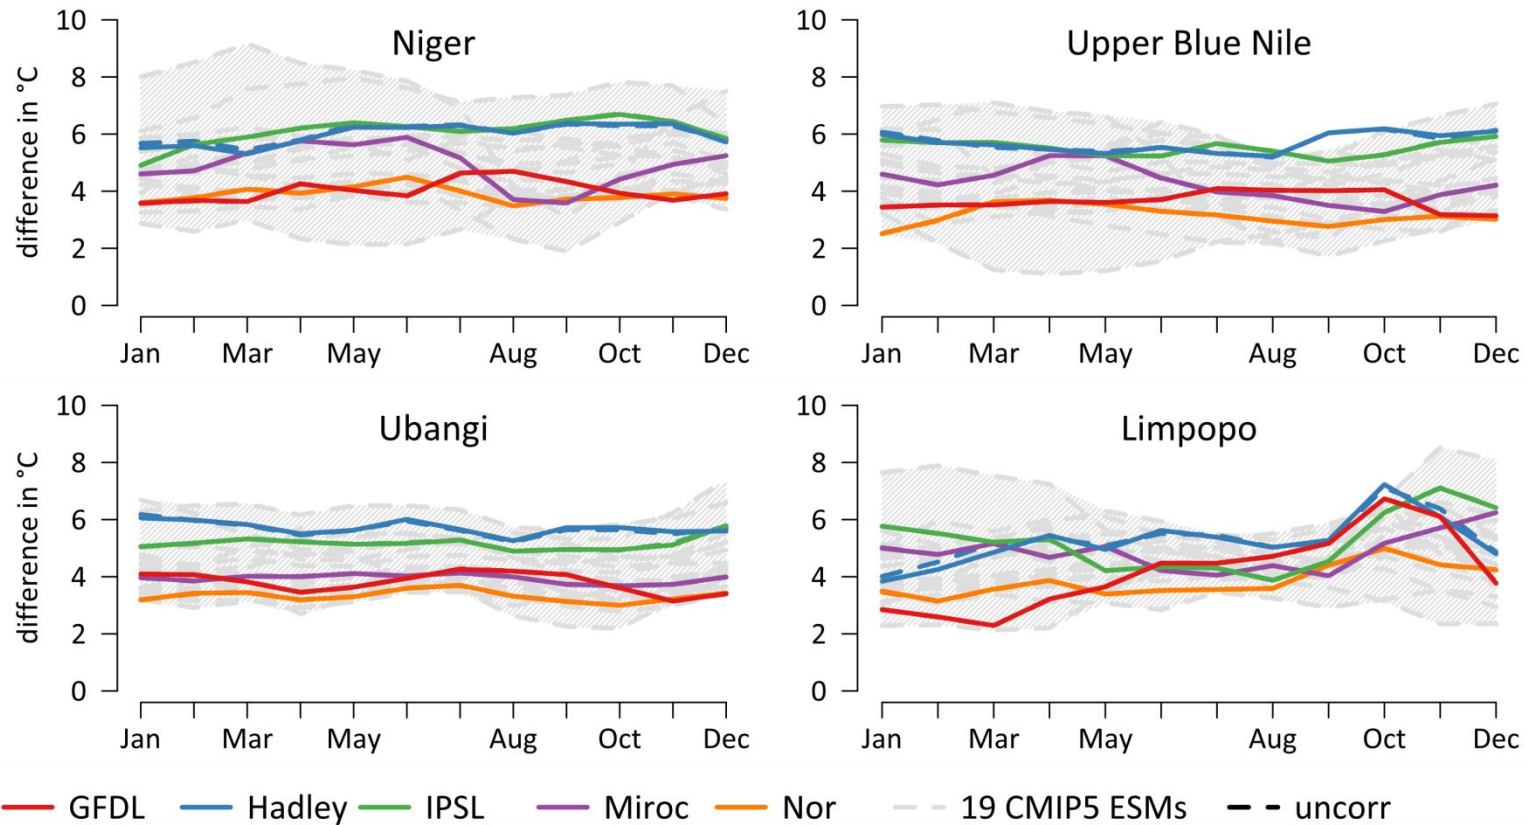 Niger
difference in °C
10
8
6
4
2
0
Jan Mar May Aug Oct Dec
Upper Blue Nile
10
8
6
4
2
0
Jan Mar May Aug Oct Dec
Ubangi
difference in °C
10
8
6
4
2
0
Jan Mar May Aug Oct Dec
Limpopo
10
8
6
4
2
0
Jan Mar May Aug Oct Dec
GFDL Hadley IPSL Miroc Nor 19 CMIP5 ESMs uncorr